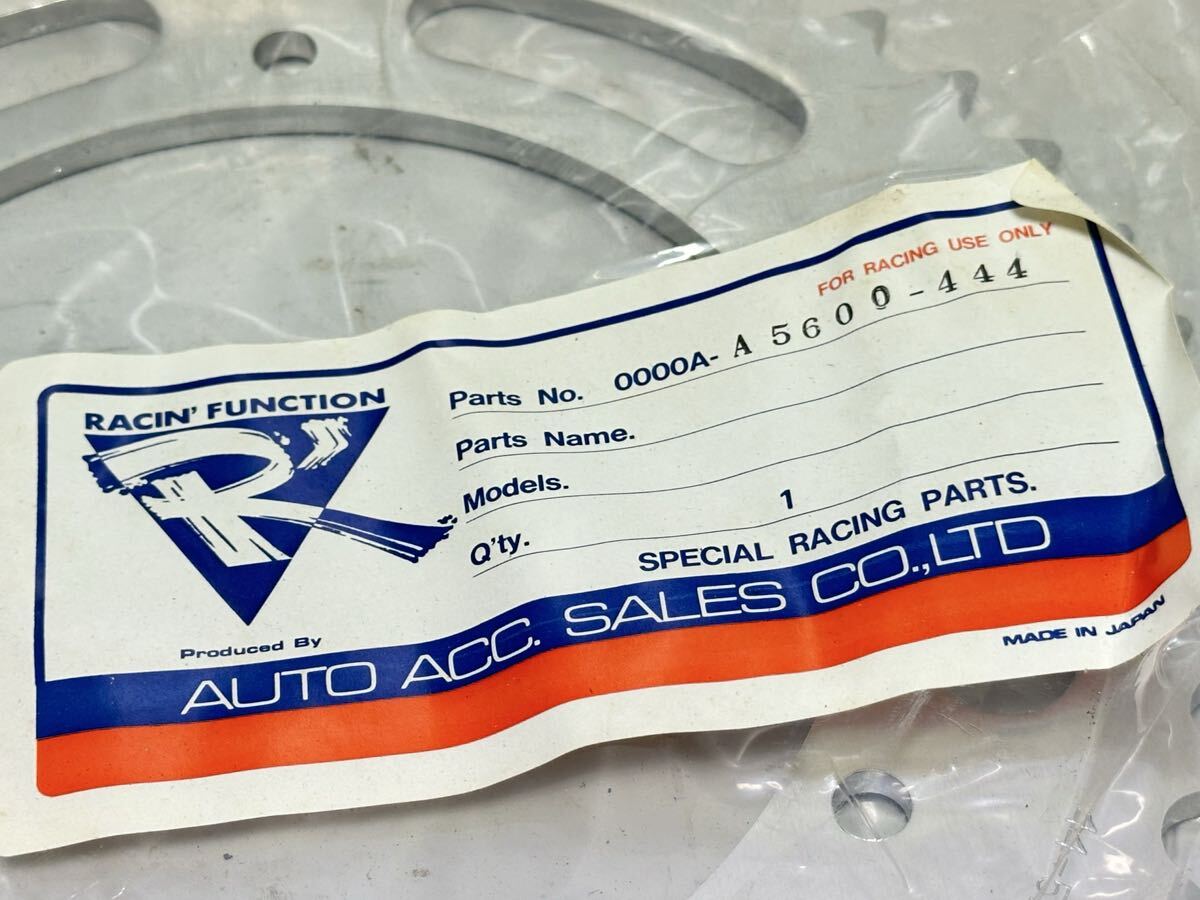 FOR RACING USE ONLY
RACIN' FUNCTION
R'
Parts No. 0000A-A5600-444
Parts Name.
Models.
Q'ty. 1
SPECIAL RACING PARTS.
Produced By
AUTO ACC. SALES CO.,LTD
MADE IN JAPAN